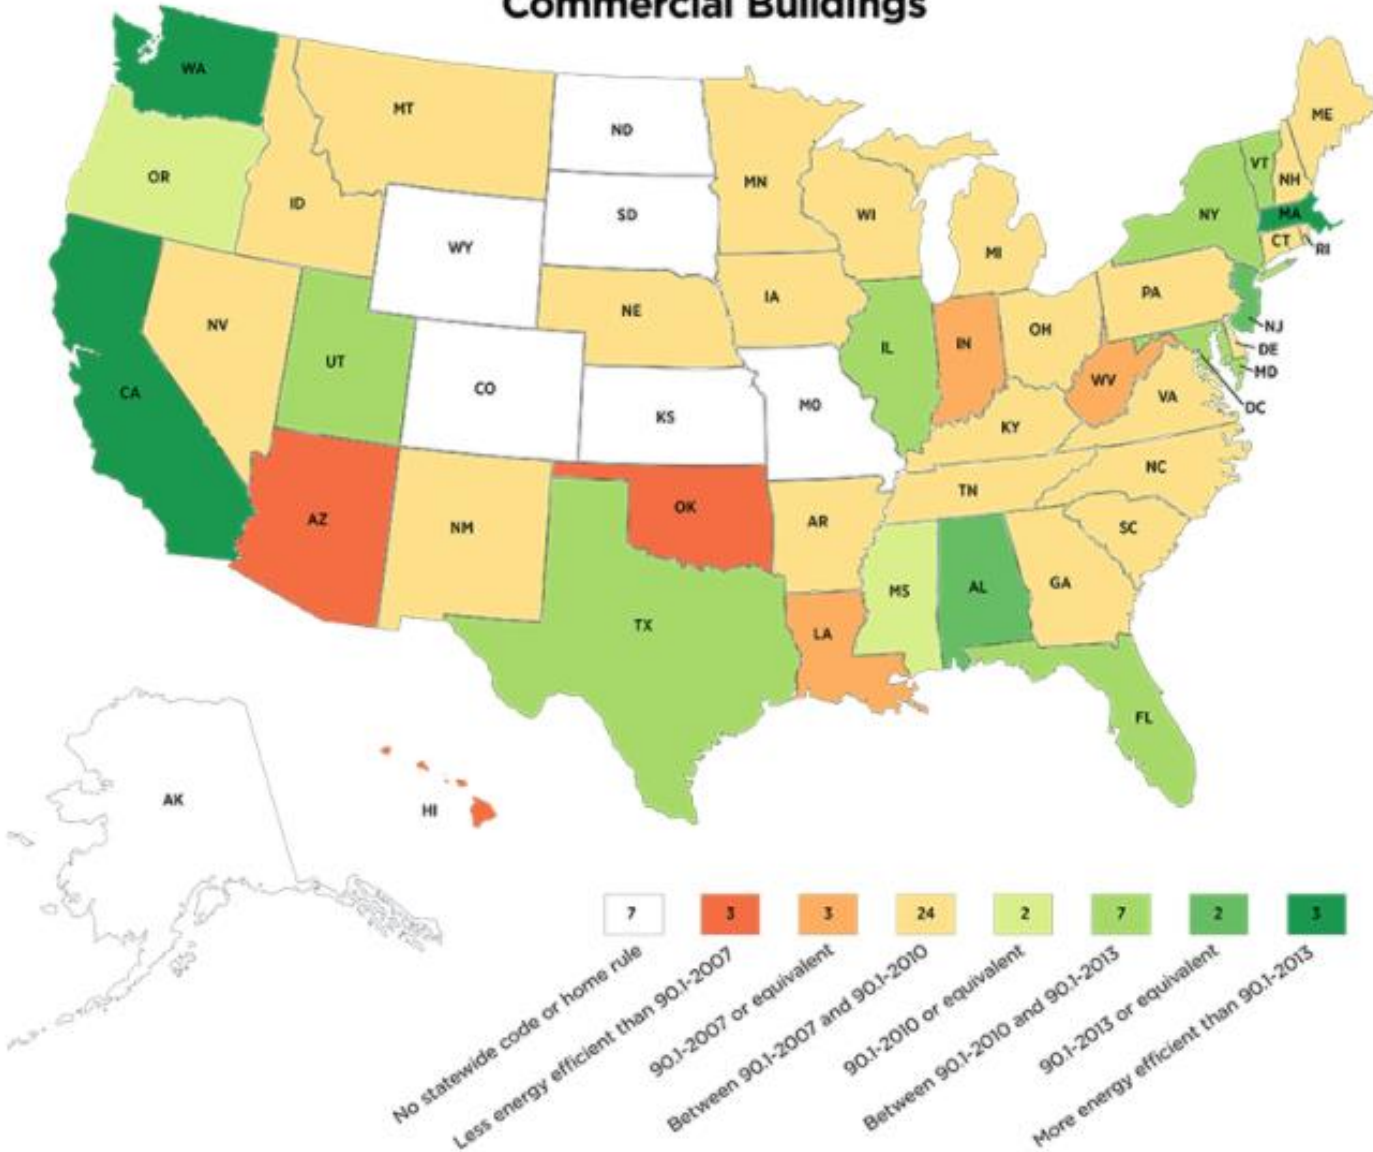 Commercial Buildings
WA
MT
ND
ME
OR
ID
MN
VT
NH
SD
WI
NY
MA
WY
MI
CT
RI
NE
IA
PA
NV
UT
IL
IN
OH
NJ
DE
MD
CO
WV
CA
KS
MO
VA
DC
KY
NC
TN
AZ
NM
OK
AR
SC
MS
AL
GA
TX
LA
FL
AK
HI
7
3
3
24
2
7
2
3
No statewide code or home rule
Less energy efficient than 90.1-2007
90.1-2007 or equivalent
Between 90.1-2007 and 90.1-2010
90.1-2010 or equivalent
Between 90.1-2010 and 90.1-2013
90.1-2013 or equivalent
More energy efficient than 90.1-2013